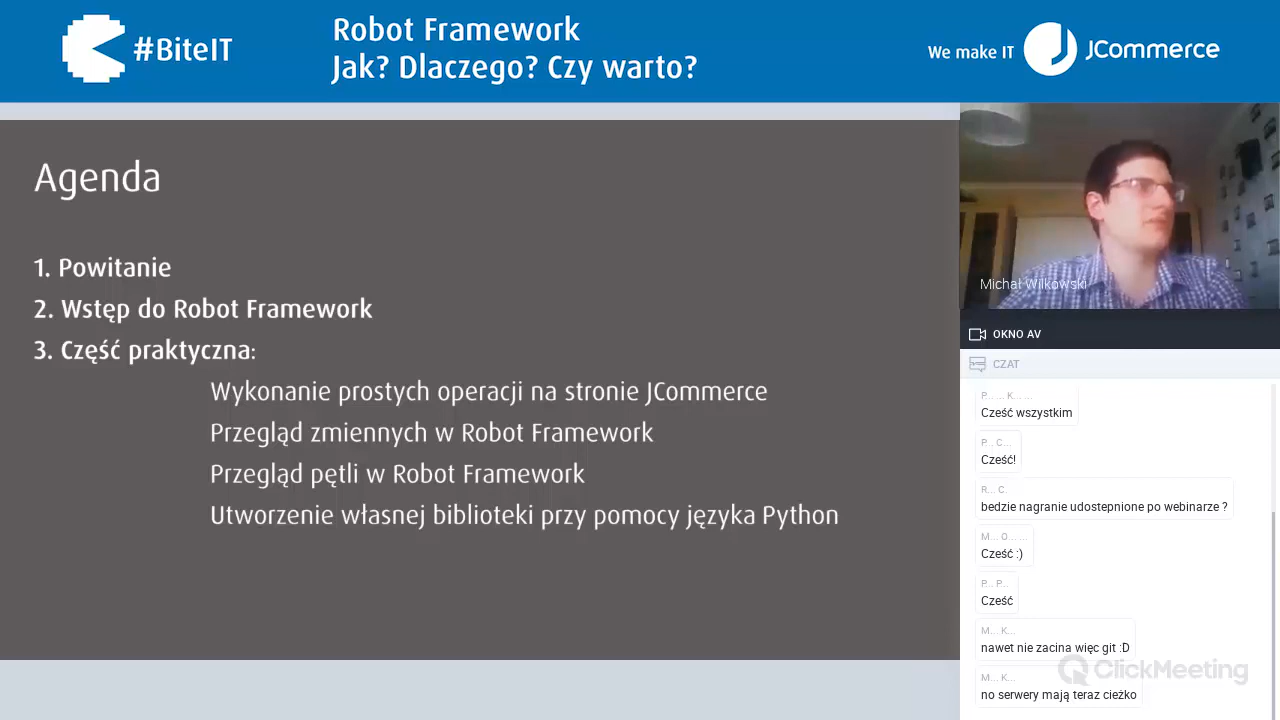 #BiteIT
Robot Framework
Jak? Dlaczego? Czy warto?
We make IT
JCommerce
Agenda
1. Powitanie
2. Wstęp do Robot Framework
3. Część praktyczna:
Wykonanie prostych operacji na stronie JCommerce
Przegląd zmiennych w Robot Framework
Przegląd pętli w Robot Framework
Utworzenie własnej biblioteki przy pomocy języka Python
Michał Wilkowski
OKNO AV
CZAT
P... K... ...
Cześć wszystkim
P... C...
Cześć!
R... C.
bedzie nagranie udostepnione po webinarze ?
M... O... ...
Cześć :)
P... P...
Cześć
M... K...
nawet nie zacina więc git :D
M... K...
no serwery mają teraz cieżko
ClickMeeting